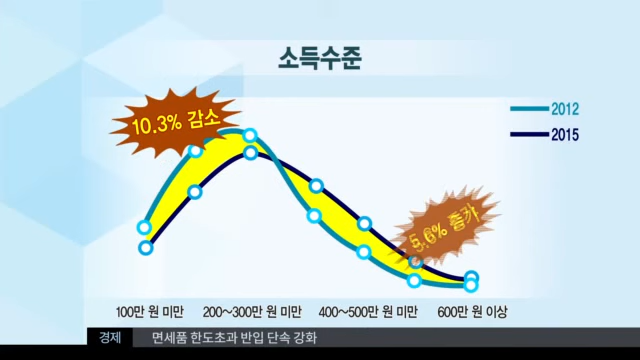 소득수준
10.3% 감소
2012
2015
5.6% 증가
100만 원 미만
200~300만 원 미만
400~500만 원 미만
600만 원 이상
경제
면세품 한도초과 반입 단속 강화